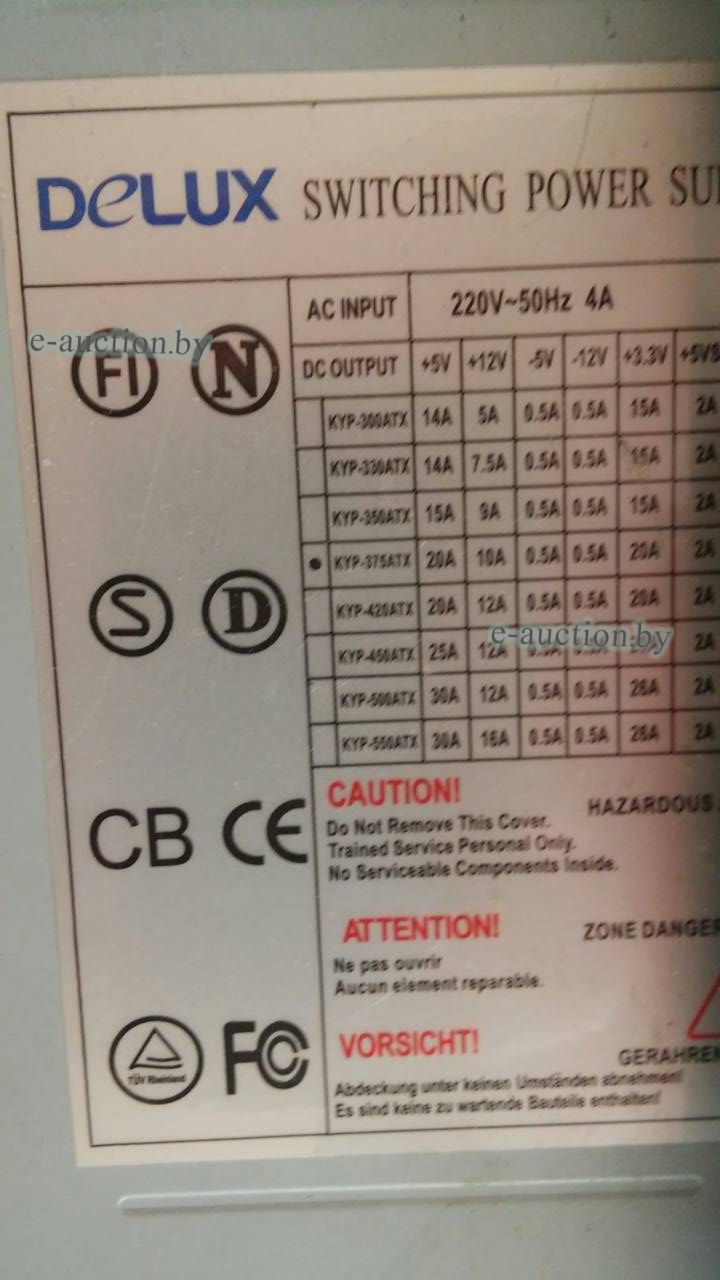 DELUX SWITCHING POWER
AC INPUT 220V~50Hz 4A
e-auction.by
FI N
DC OUTPUT +5V +12V -5V -12V +3.3V +5VS
KYP-300ATX 14A 5A 0.5A 0.5A 15A 2A
KYP-330ATX 14A 7.5A 0.5A 0.5A 15A 2A
KYP-350ATX 15A 9A 0.5A 0.5A 15A 2A
● KYP-375ATX 20A 10A 0.5A 0.5A 20A 2A
S D
KYP-420ATX 20A 12A 0.5A 0.5A 20A 2A
e-auction.by
KYP-450ATX 25A 12A 2A
KYP-500ATX 30A 12A 0.5A 0.5A 26A 2A
KYP-550ATX 30A 16A 0.5A 0.5A 26A 2A
CB CE
CAUTION!
HAZARDOUS
Do Not Remove This Cover.
Trained Service Personal Only.
No Serviceable Components Inside.
ATTENTION!
ZONE DANGER
Ne pas ouvrir
Aucun element reparable.
TÜV Rheinland
FC
VORSICHT!
GERAHREN
Abdeckung unter keinen Umständen abnehmen!
Es sind keine zu wartende Bauteile enthalten!